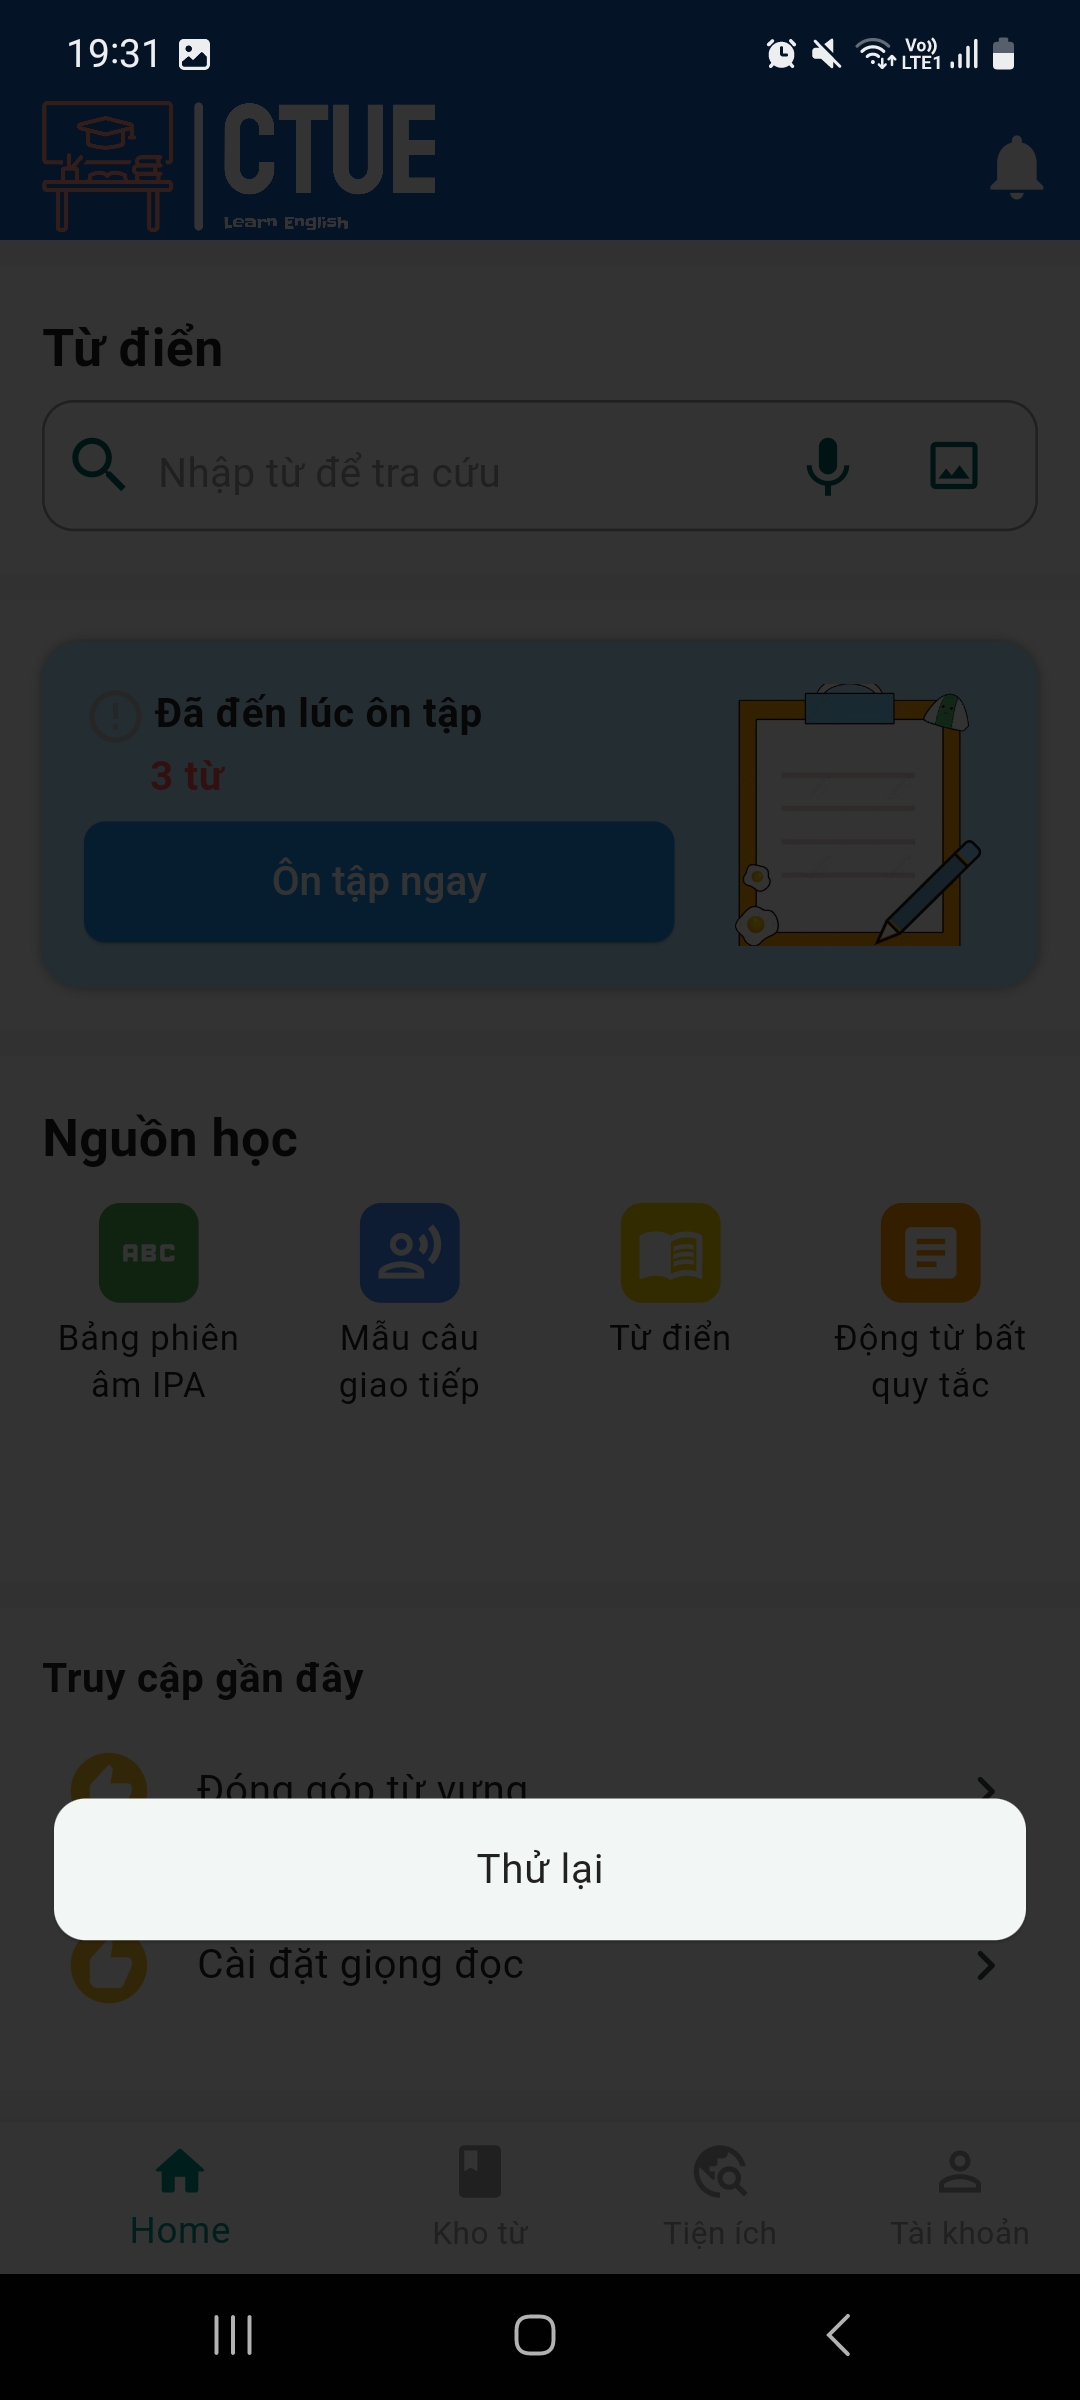 19:31
Vo))
LTE1
CTUE
Learn English
Từ điển
Nhập từ để tra cứu
Đã đến lúc ôn tập
3 từ
Ôn tập ngay
Nguồn học
ABC
Bảng phiên
âm IPA
Mẫu câu
giao tiếp
Từ điển
Động từ bất
quy tắc
Truy cập gần đây
Đóng góp từ vựng
Thử lại
Cài đặt giọng đọc
Home
Kho từ
Tiện ích
Tài khoản